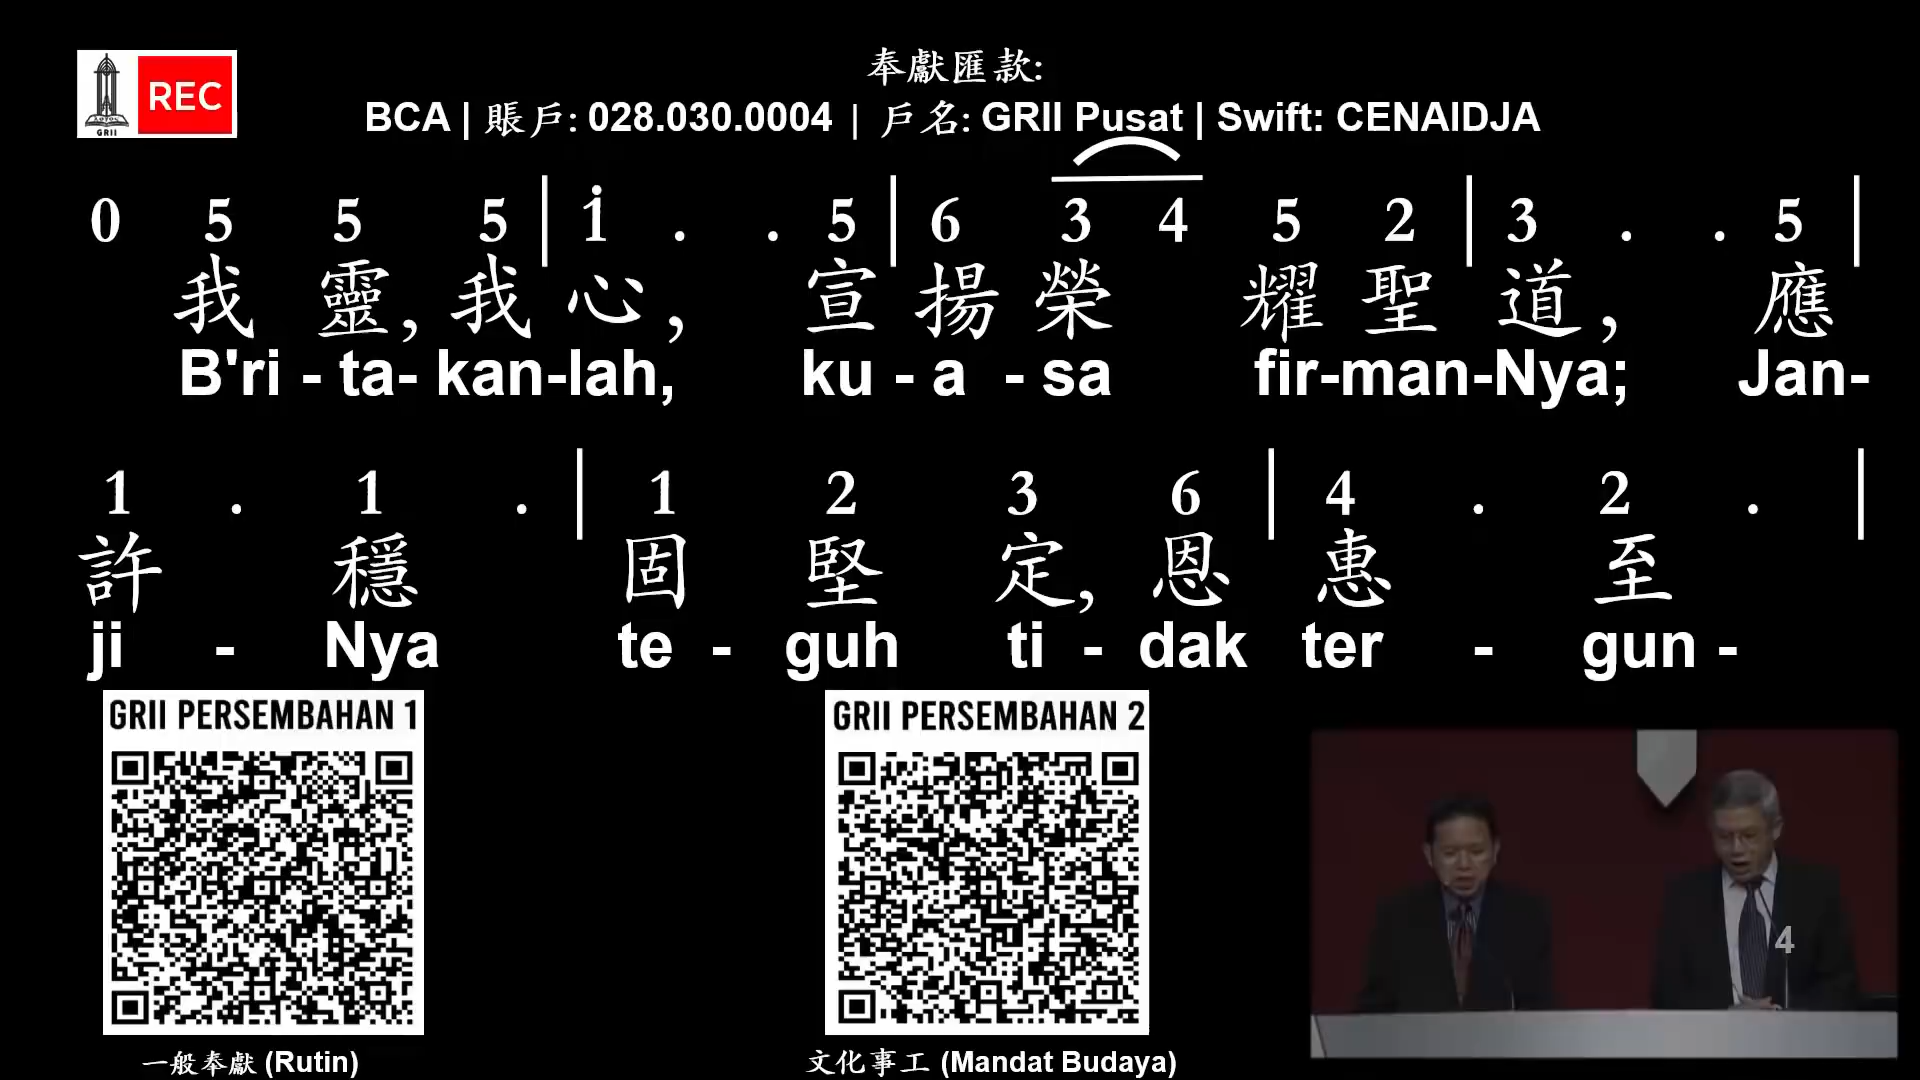 GRII
REC
奉獻匯款:
BCA | 賬戶: 028.030.0004 | 戶名: GRII Pusat | Swift: CENAIDJA
0 5 5 5 | i . . 5 | 6 3 4 5 2 | 3 . . 5 |
我 靈, 我 心, 宣 揚 榮 耀 聖 道, 應
B'ri - ta- kan-lah, ku - a - sa fir-man-Nya; Jan-
1 . 1 . | 1 2 3 6 | 4 . 2 . |
許 穩 固 堅 定, 恩 惠 至
ji - Nya te - guh ti - dak ter - gun -
GRII PERSEMBAHAN 1
GRII PERSEMBAHAN 2
4
一般奉獻 (Rutin)
文化事工 (Mandat Budaya)